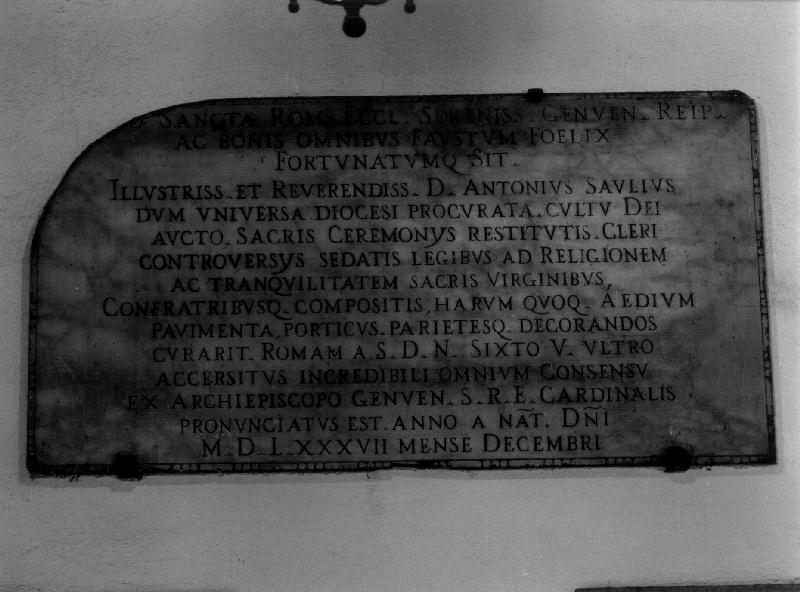 SANCTÆ ROM. ECCL. SERENISS. GENVEN. REIP.
AC BONIS OMNIBVS FAVSTVM FOELIX
FORTVNATVMQ SIT.
ILLVSTRISS. ET REVERENDISS. D. ANTONIVS SAVLIVS
DVM VNIVERSA DIOCESI PROCVRATA. CVLTV DEI
AVCTO, SACRIS CEREMONYS RESTITVTIS. CLERI
CONTROVERSYS SEDATIS LEGIBVS AD RELIGIONEM
AC TRANQVILITATEM SACRIS VIRGINIBVS,
CONFRATRIBVSQ. COMPOSITIS, HARVM QVOQ. AEDIVM
PAVIMENTA, PORTICVS. PARIETESQ. DECORANDOS
CVRARIT. ROMAM A.S.D.N. SIXTO V. VLTRO
ACCERSITVS INCREDIBILI OMNIVM CONSENSV
EX ARCHIEPISCOPO GENVEN. S.R.E. CARDINALIS
PRONVNCIATVS EST. ANNO A NAT̅. DN̄I
M.D.L.XXXVII MENSE DECEMBRI